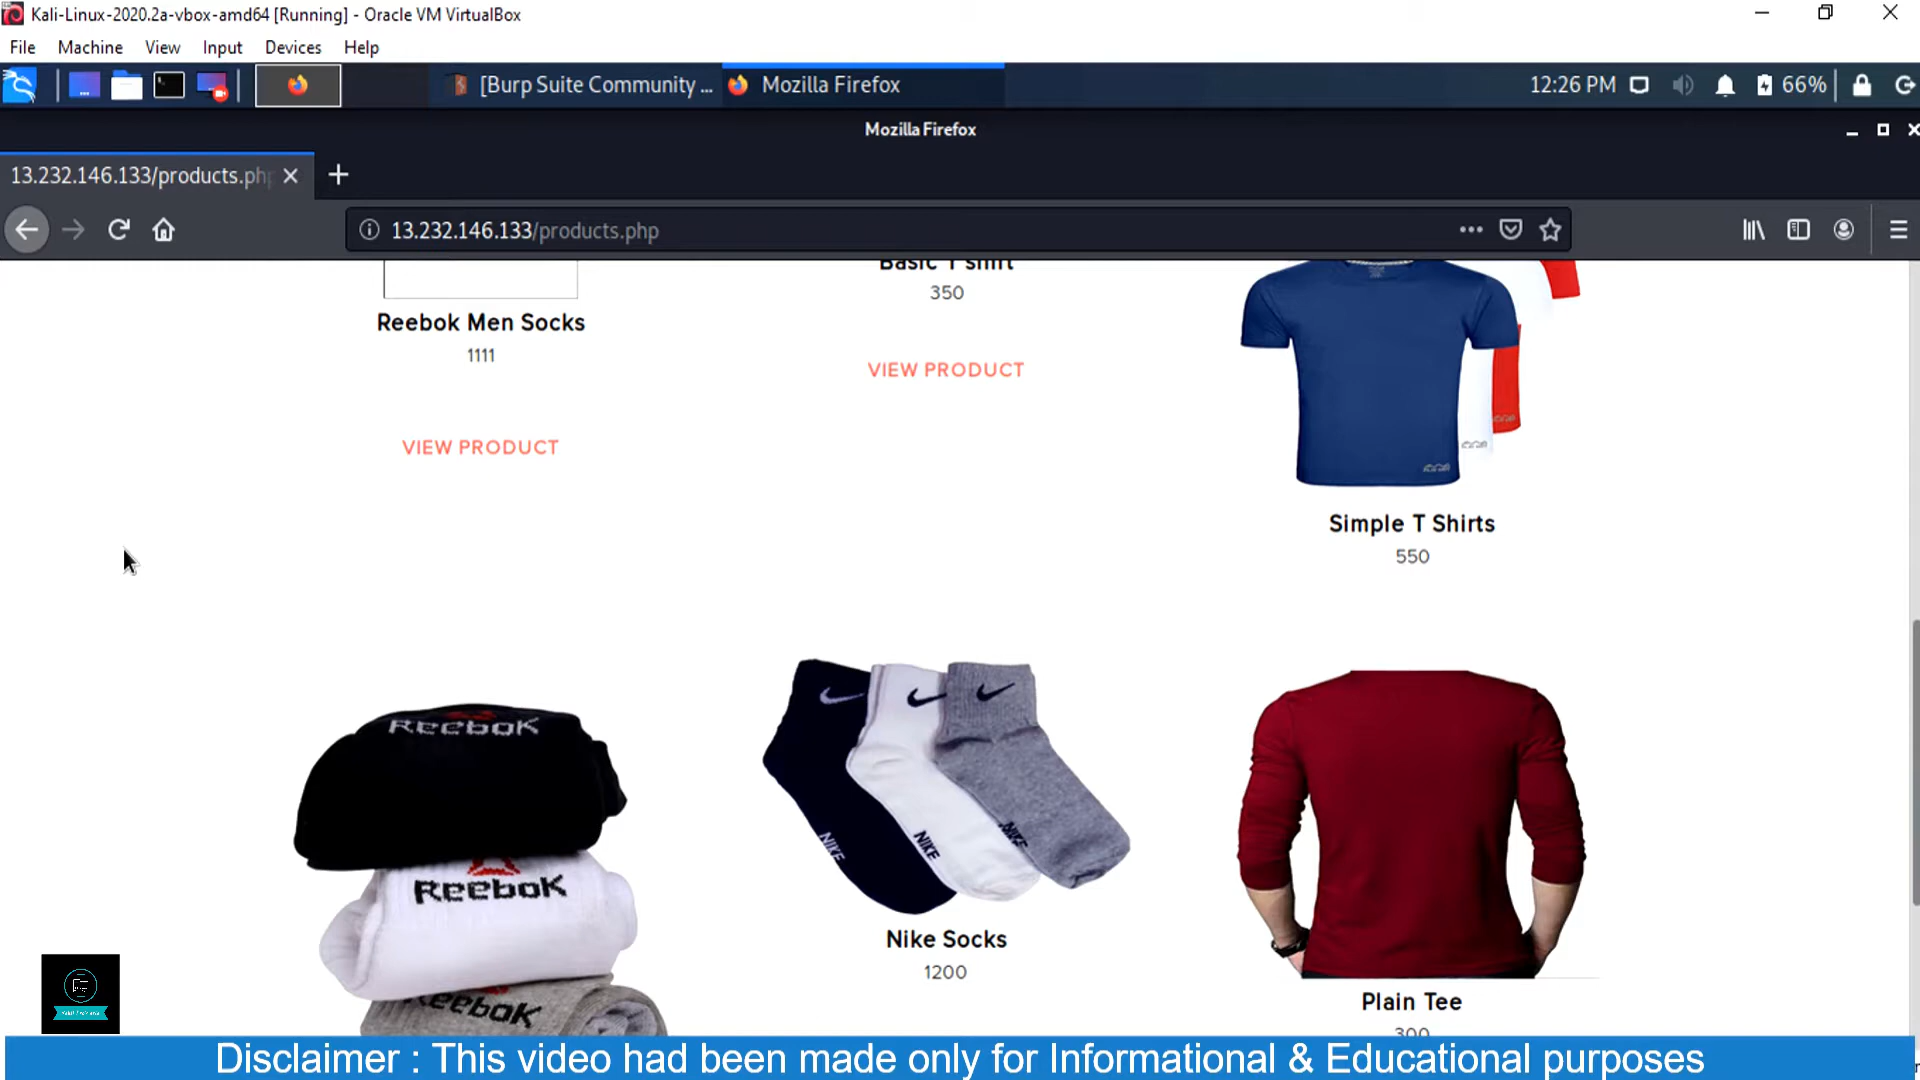 Kali-Linux-2020.2a-vbox-amd64 [Running] - Oracle VM VirtualBox
File Machine View Input Devices Help
[Burp Suite Community ... Mozilla Firefox 12:26 PM 66%
Mozilla Firefox
13.232.146.133/products.php
13.232.146.133/products.php
Basic T shirt
350
Reebok Men Socks
1111
VIEW PRODUCT
VIEW PRODUCT
Simple T Shirts
550
Reebok
Reebok
Reebok
NIKE
NIKE
NIKE
Nike Socks
1200
Plain Tee
300
Disclaimer : This video had been made only for Informational & Educational purposes